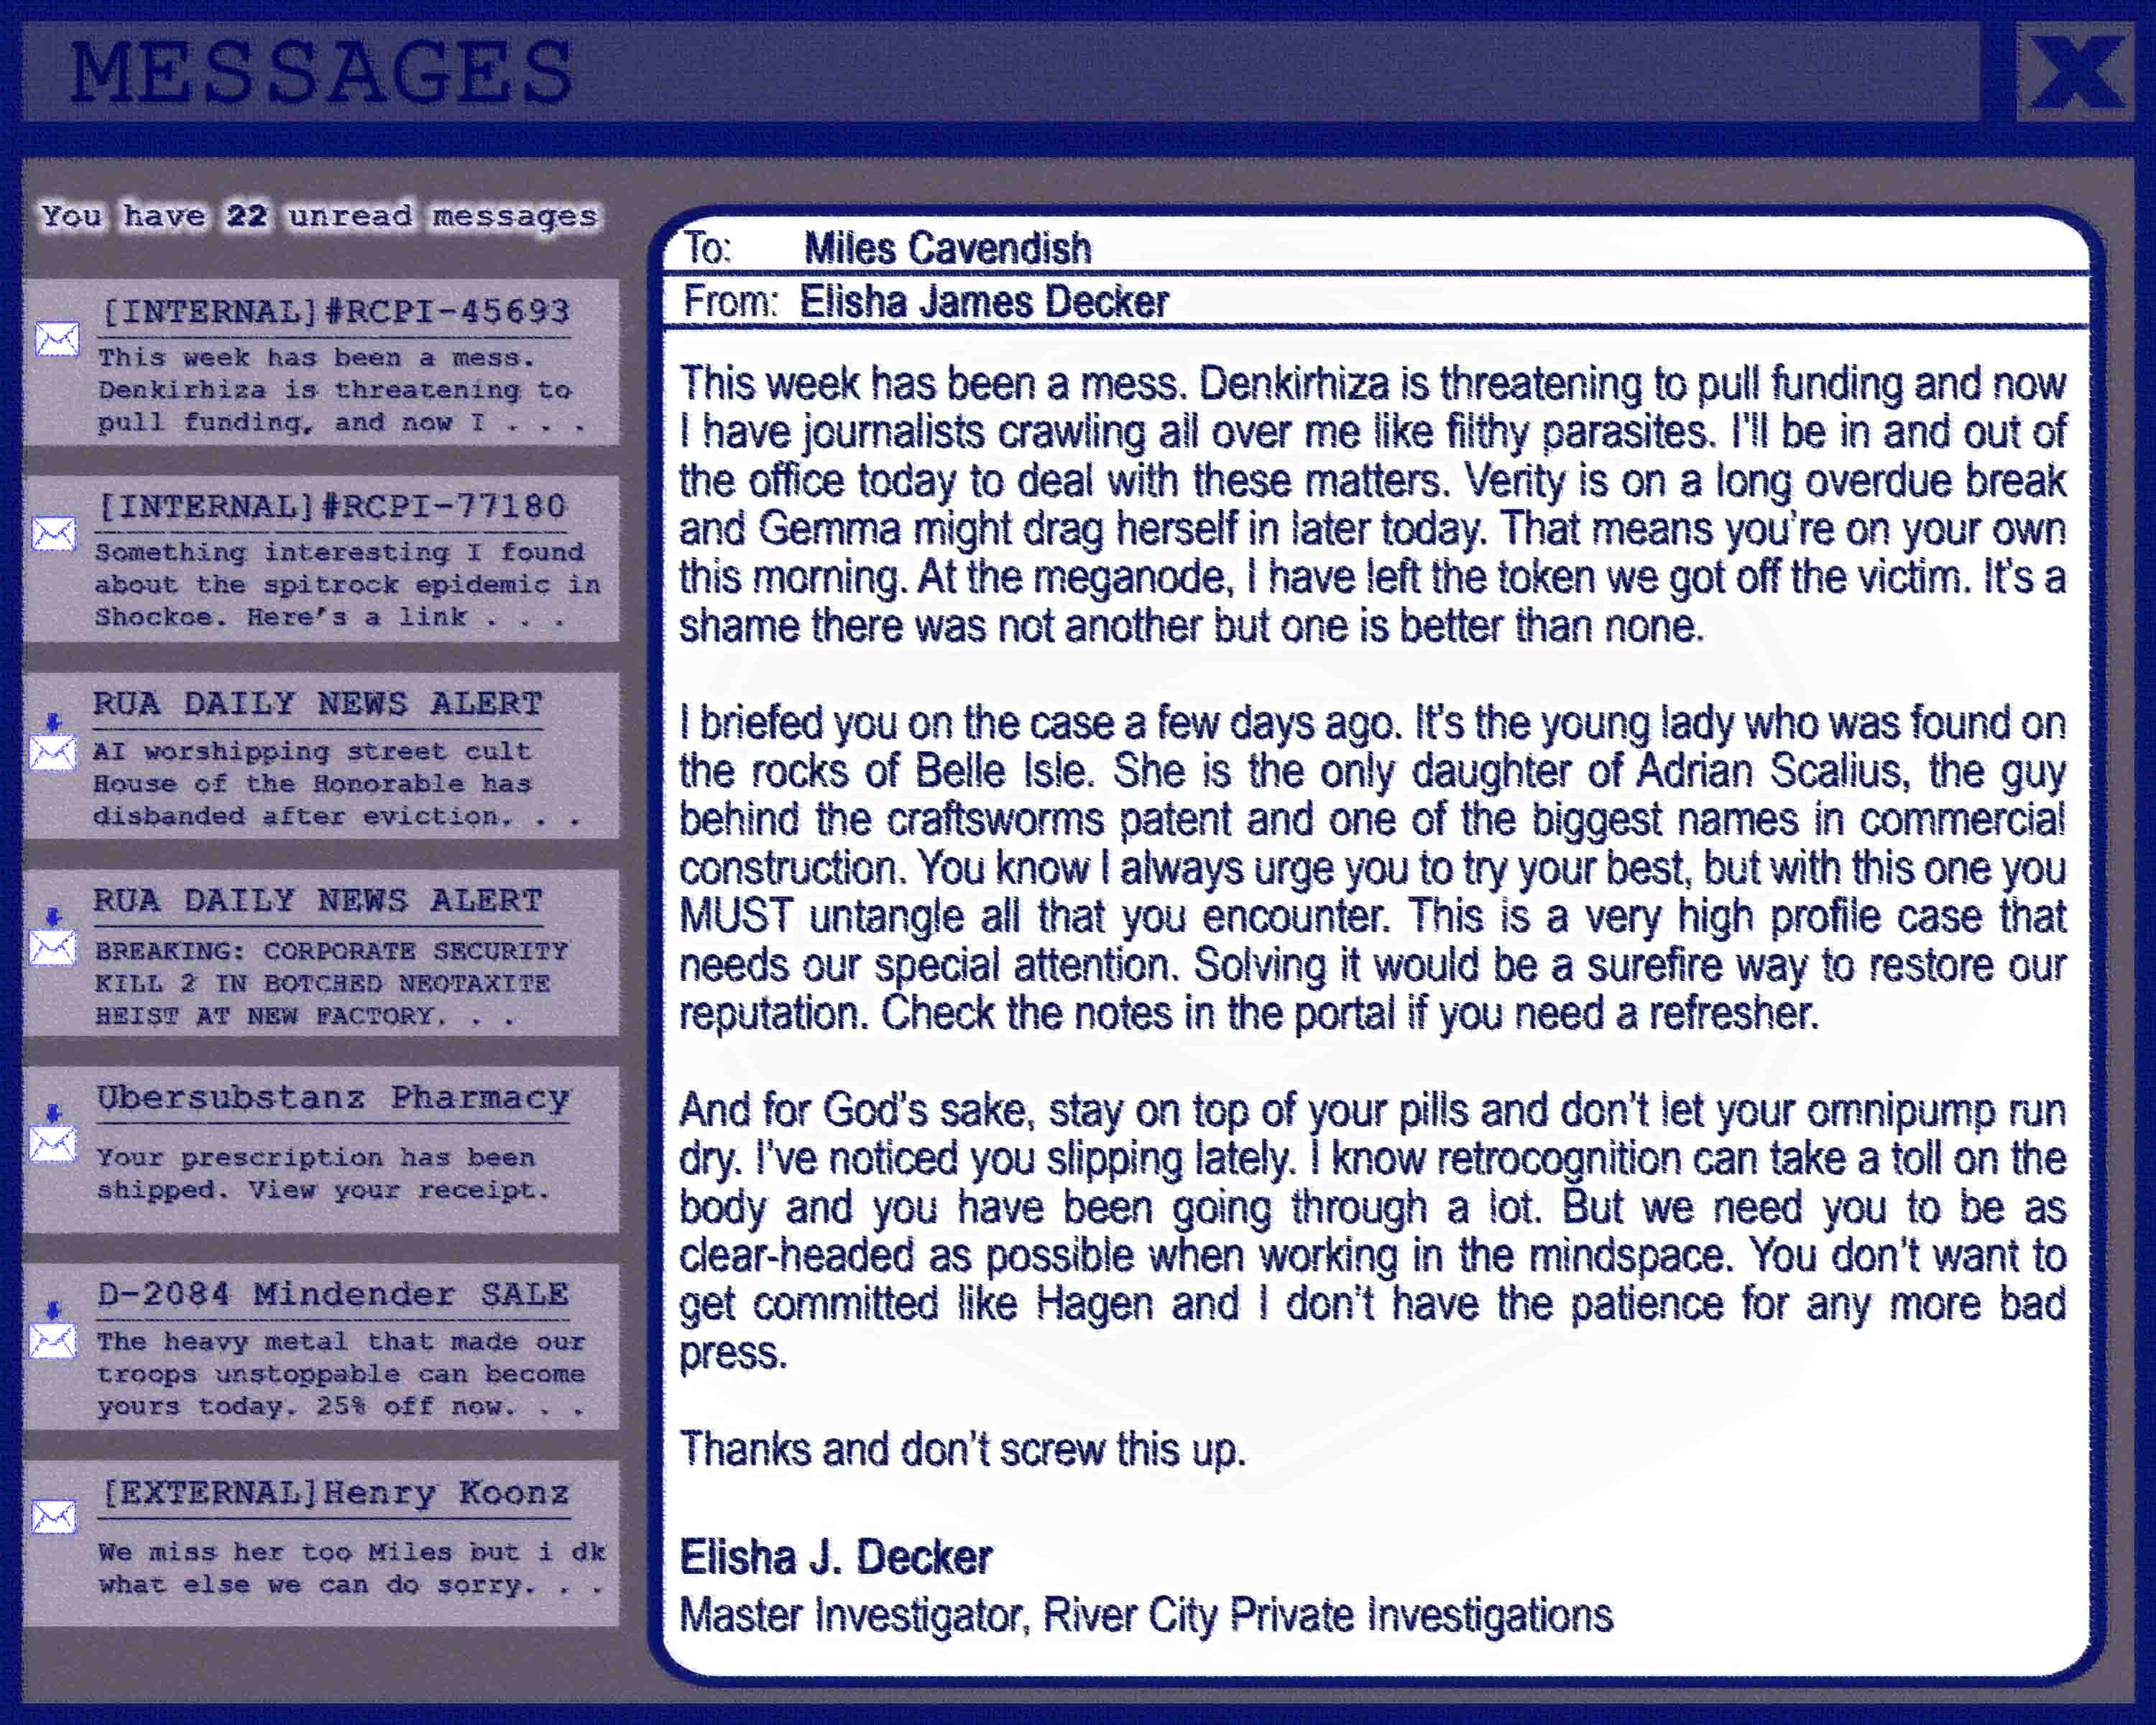 MESSAGES
X
You have 22 unread messages
[INTERNAL]#RCPI-45693
This week has been a mess.
Denkirhiza is threatening to
pull funding, and now I . . .
[INTERNAL]#RCPI-77180
Something interesting I found
about the spitrock epidemic in
Shockoe. Here's a link . . .
RUA DAILY NEWS ALERT
AI worshipping street cult
House of the Honorable has
disbanded after eviction. . .
RUA DAILY NEWS ALERT
BREAKING: CORPORATE SECURITY
KILL 2 IN BOTCHED NEOTAXITE
HEIST AT NEW FACTORY. . .
Ubersubstanz Pharmacy
Your prescription has been
shipped. View your receipt.
D-2084 Mindender SALE
The heavy metal that made our
troops unstoppable can become
yours today. 25% off now. . .
[EXTERNAL]Henry Koonz
We miss her too Miles but i dk
what else we can do sorry. . .
To: Miles Cavendish
From: Elisha James Decker
This week has been a mess. Denkirhiza is threatening to pull funding and now
I have journalists crawling all over me like filthy parasites. I'll be in and out of
the office today to deal with these matters. Verity is on a long overdue break
and Gemma might drag herself in later today. That means you're on your own
this morning. At the meganode, I have left the token we got off the victim. It's a
shame there was not another but one is better than none.
I briefed you on the case a few days ago. It's the young lady who was found on
the rocks of Belle Isle. She is the only daughter of Adrian Scalius, the guy
behind the craftsworms patent and one of the biggest names in commercial
construction. You know I always urge you to try your best, but with this one you
MUST untangle all that you encounter. This is a very high profile case that
needs our special attention. Solving it would be a surefire way to restore our
reputation. Check the notes in the portal if you need a refresher.
And for God's sake, stay on top of your pills and don't let your omnipump run
dry. I've noticed you slipping lately. I know retrocognition can take a toll on the
body and you have been going through a lot. But we need you to be as
clear-headed as possible when working in the mindspace. You don't want to
get committed like Hagen and I don't have the patience for any more bad
press.
Thanks and don't screw this up.
Elisha J. Decker
Master Investigator, River City Private Investigations